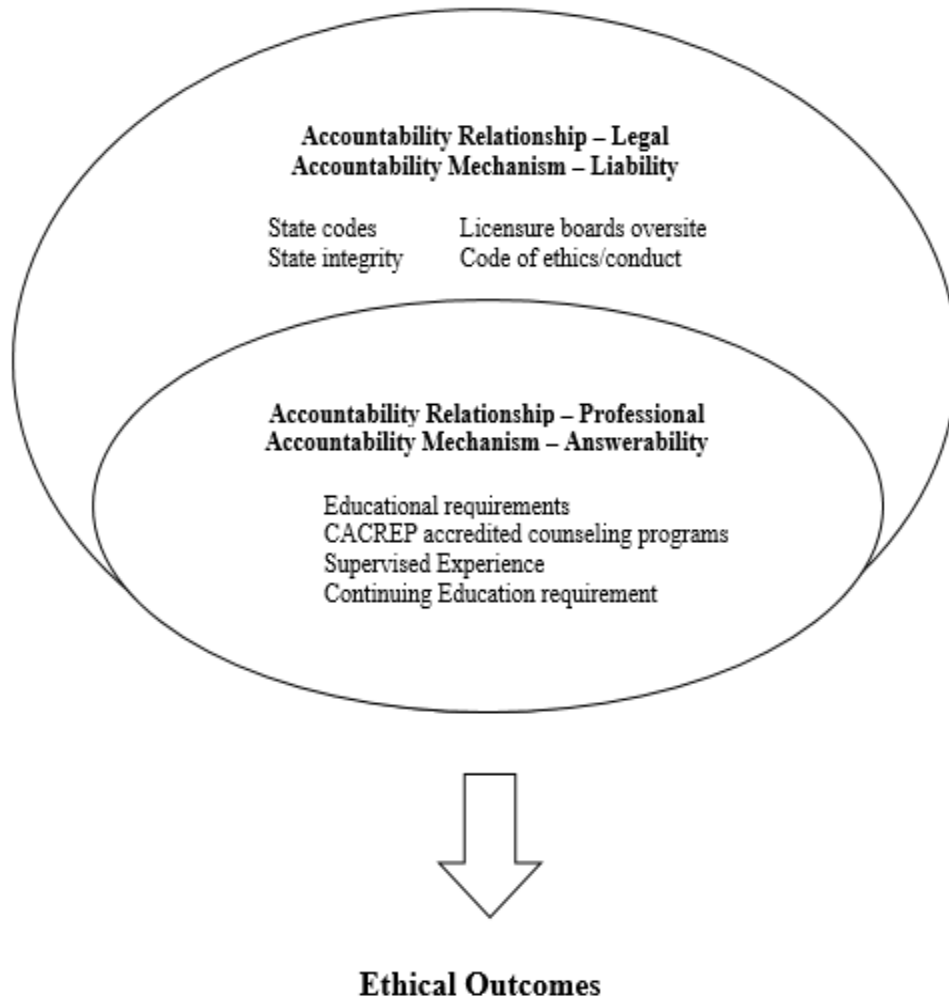 Accountability Relationship – Legal
Accountability Mechanism – Liability
State codes Licensure boards oversite
State integrity Code of ethics/conduct
Accountability Relationship – Professional
Accountability Mechanism – Answerability
Educational requirements
CACREP accredited counseling programs
Supervised Experience
Continuing Education requirement
Ethical Outcomes